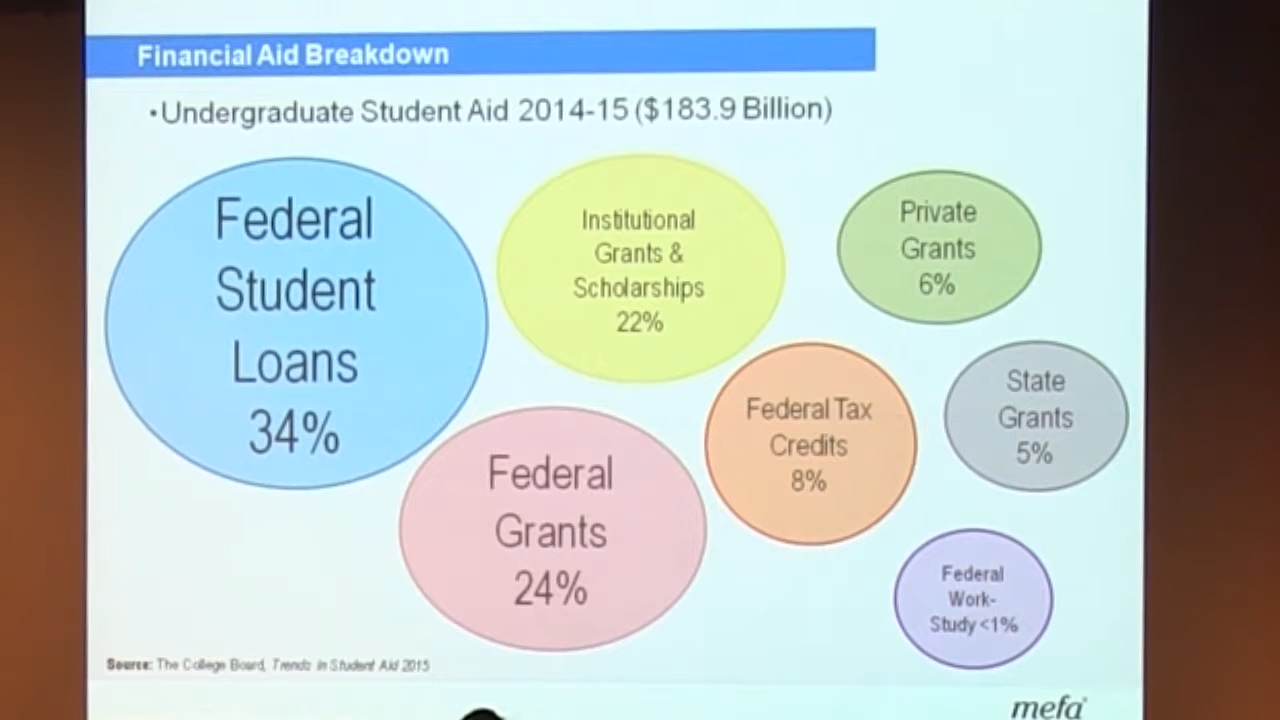 Financial Aid Breakdown
•Undergraduate Student Aid 2014-15 ($183.9 Billion)
Federal
Student
Loans
34%
Institutional
Grants &
Scholarships
22%
Private
Grants
6%
Federal
Grants
24%
Federal Tax
Credits
8%
State
Grants
5%
Federal
Work-
Study <1%
Source: The College Board, Trends in Student Aid 2015
mefa